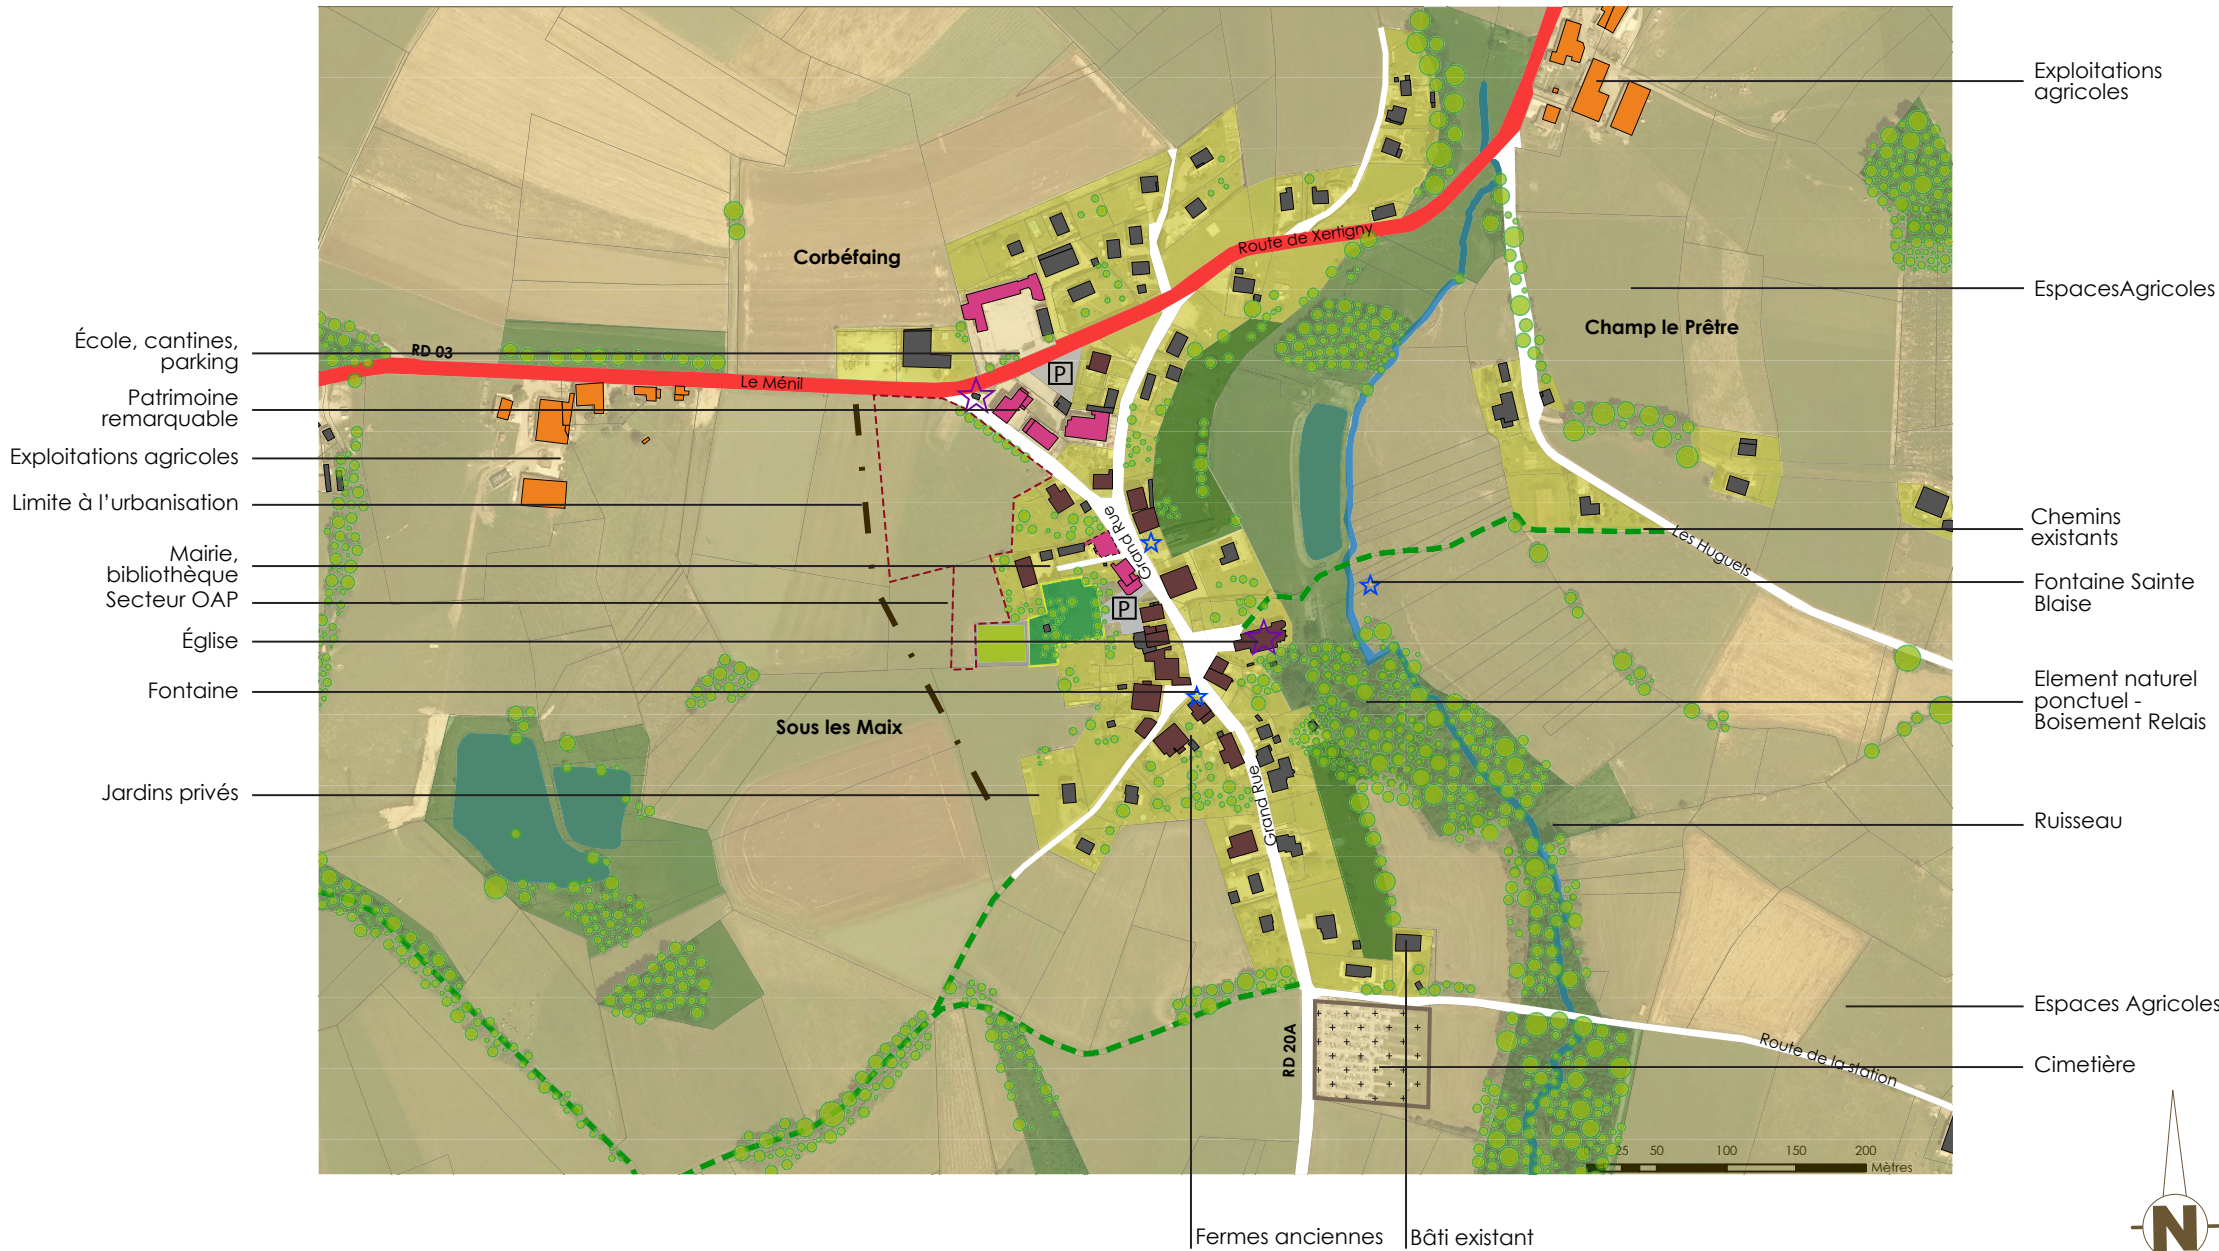 École, cantines,
parking
Patrimoine
remarquable
Exploitations agricoles
Limite à l'urbanisation
Mairie,
bibliothèque
Secteur OAP
Église
Fontaine
Jardins privés
Corbéfaing
RD 03
Le Ménil
Route de Xertigny
P
Champ le Prêtre
Grand Rue
Grand Rue
P
Les Huguels
Sous les Maix
Grand Rue
RD 20A
Route de la station
25 50 100 150 200
Mètres
Exploitations
agricoles
EspacesAgricoles
Chemins
existants
Fontaine Sainte
Blaise
Element naturel
ponctuel -
Boisement Relais
Ruisseau
Espaces Agricoles
Cimetière
Fermes anciennes
Bâti existant
N